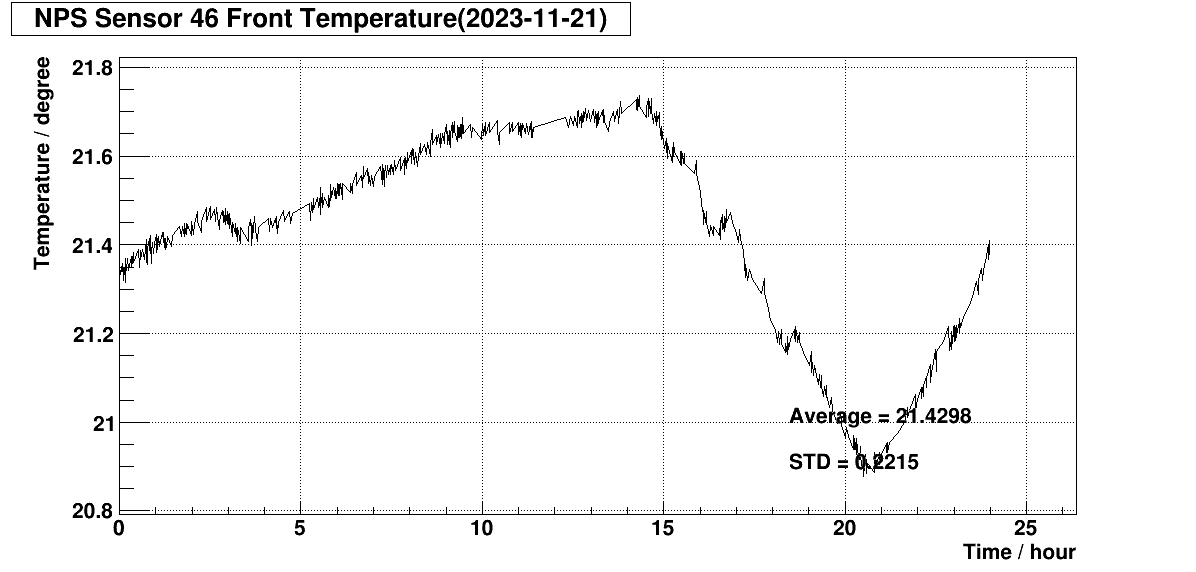 NPS Sensor 46 Front Temperature(2023-11-21)
Temperature / degree
21.8
21.6
21.4
21.2
21
20.8
Average = 21.4298
STD = 0.2215
0 5 10 15 20 25
Time / hour